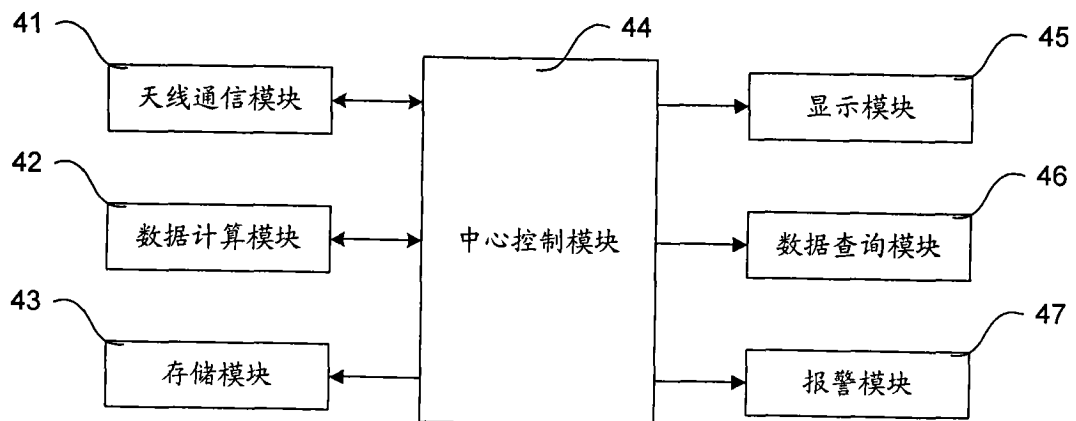 41
天线通信模块
42
数据计算模块
43
存储模块
44
中心控制模块
45
显示模块
46
数据查询模块
47
报警模块